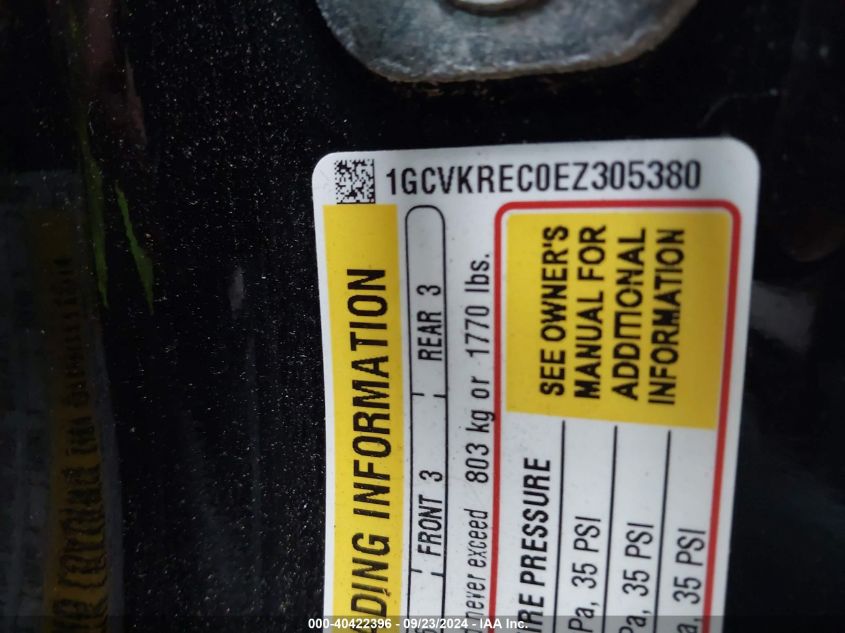 1GCVKREC0EZ305380
ADING INFORMATION
FRONT 3 REAR 3
never exceed 803 kg or 1770 lbs.
SEE OWNER'S
MANUAL FOR
ADDITIONAL
INFORMATION
IRE PRESSURE
Pa, 35 PSI
Pa, 35 PSI
a, 35 PSI
000-40422396 - 09/23/2024 - IAA Inc.